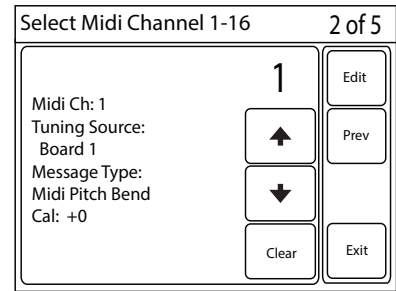 Select Midi Channel 1-16
2 of 5
1
Midi Ch: 1
Tuning Source:
Board 1
Message Type:
Midi Pitch Bend
Cal: +0
Clear
Edit
Prev
Exit